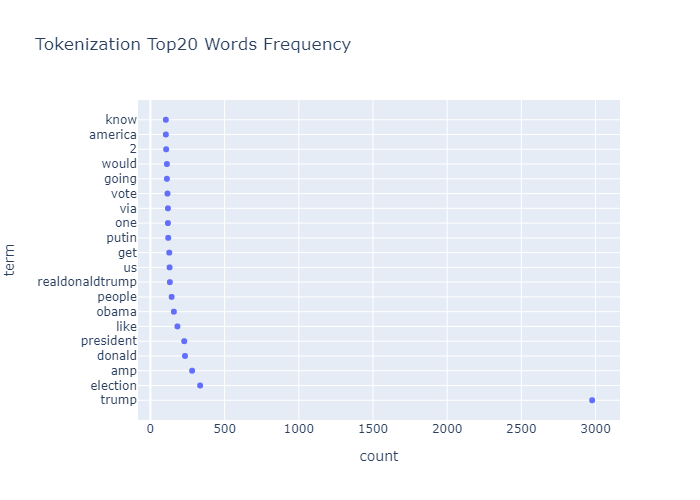 Tokenization Top20 Words Frequency
know
america
2
would
going
vote
via
one
putin
get
us
realdonaldtrump
people
obama
like
president
donald
amp
election
trump
term
0 500 1000 1500 2000 2500 3000
count